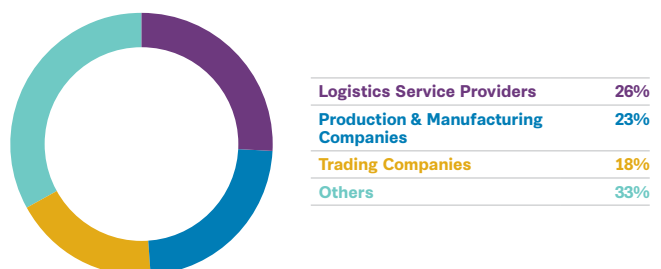 Logistics Service Providers 26%
Production & Manufacturing 23%
Companies
Trading Companies 18%
Others 33%